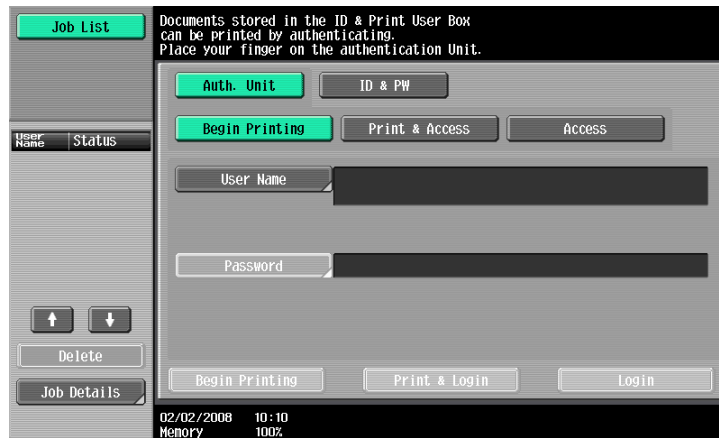 Job List
Documents stored in the ID & Print User Box
can be printed by authenticating.
Place your finger on the authentication Unit.
Auth. Unit
ID & PW
Begin Printing
Print & Access
Access
User Name
Status
User Name
Password
Delete
Job Details
Begin Printing
Print & Login
Login
02/02/2008 10:10
Memory 100%